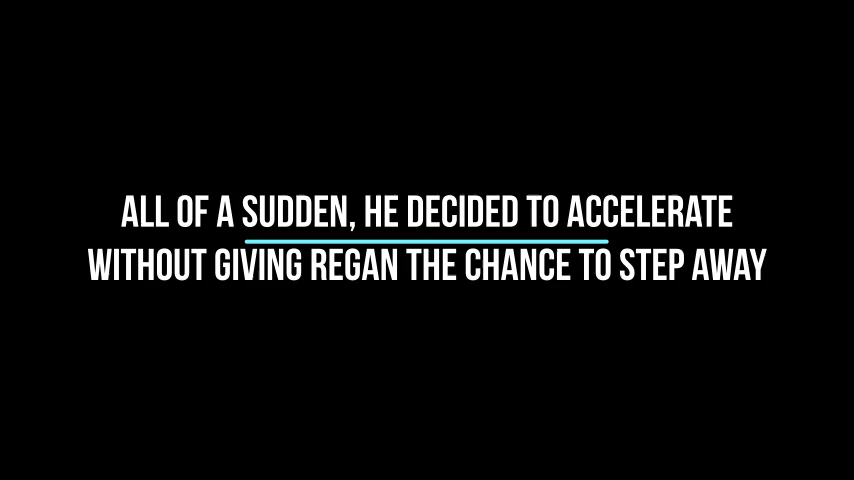 ALL OF A SUDDEN, HE DECIDED TO ACCELERATE
WITHOUT GIVING REGAN THE CHANCE TO STEP AWAY